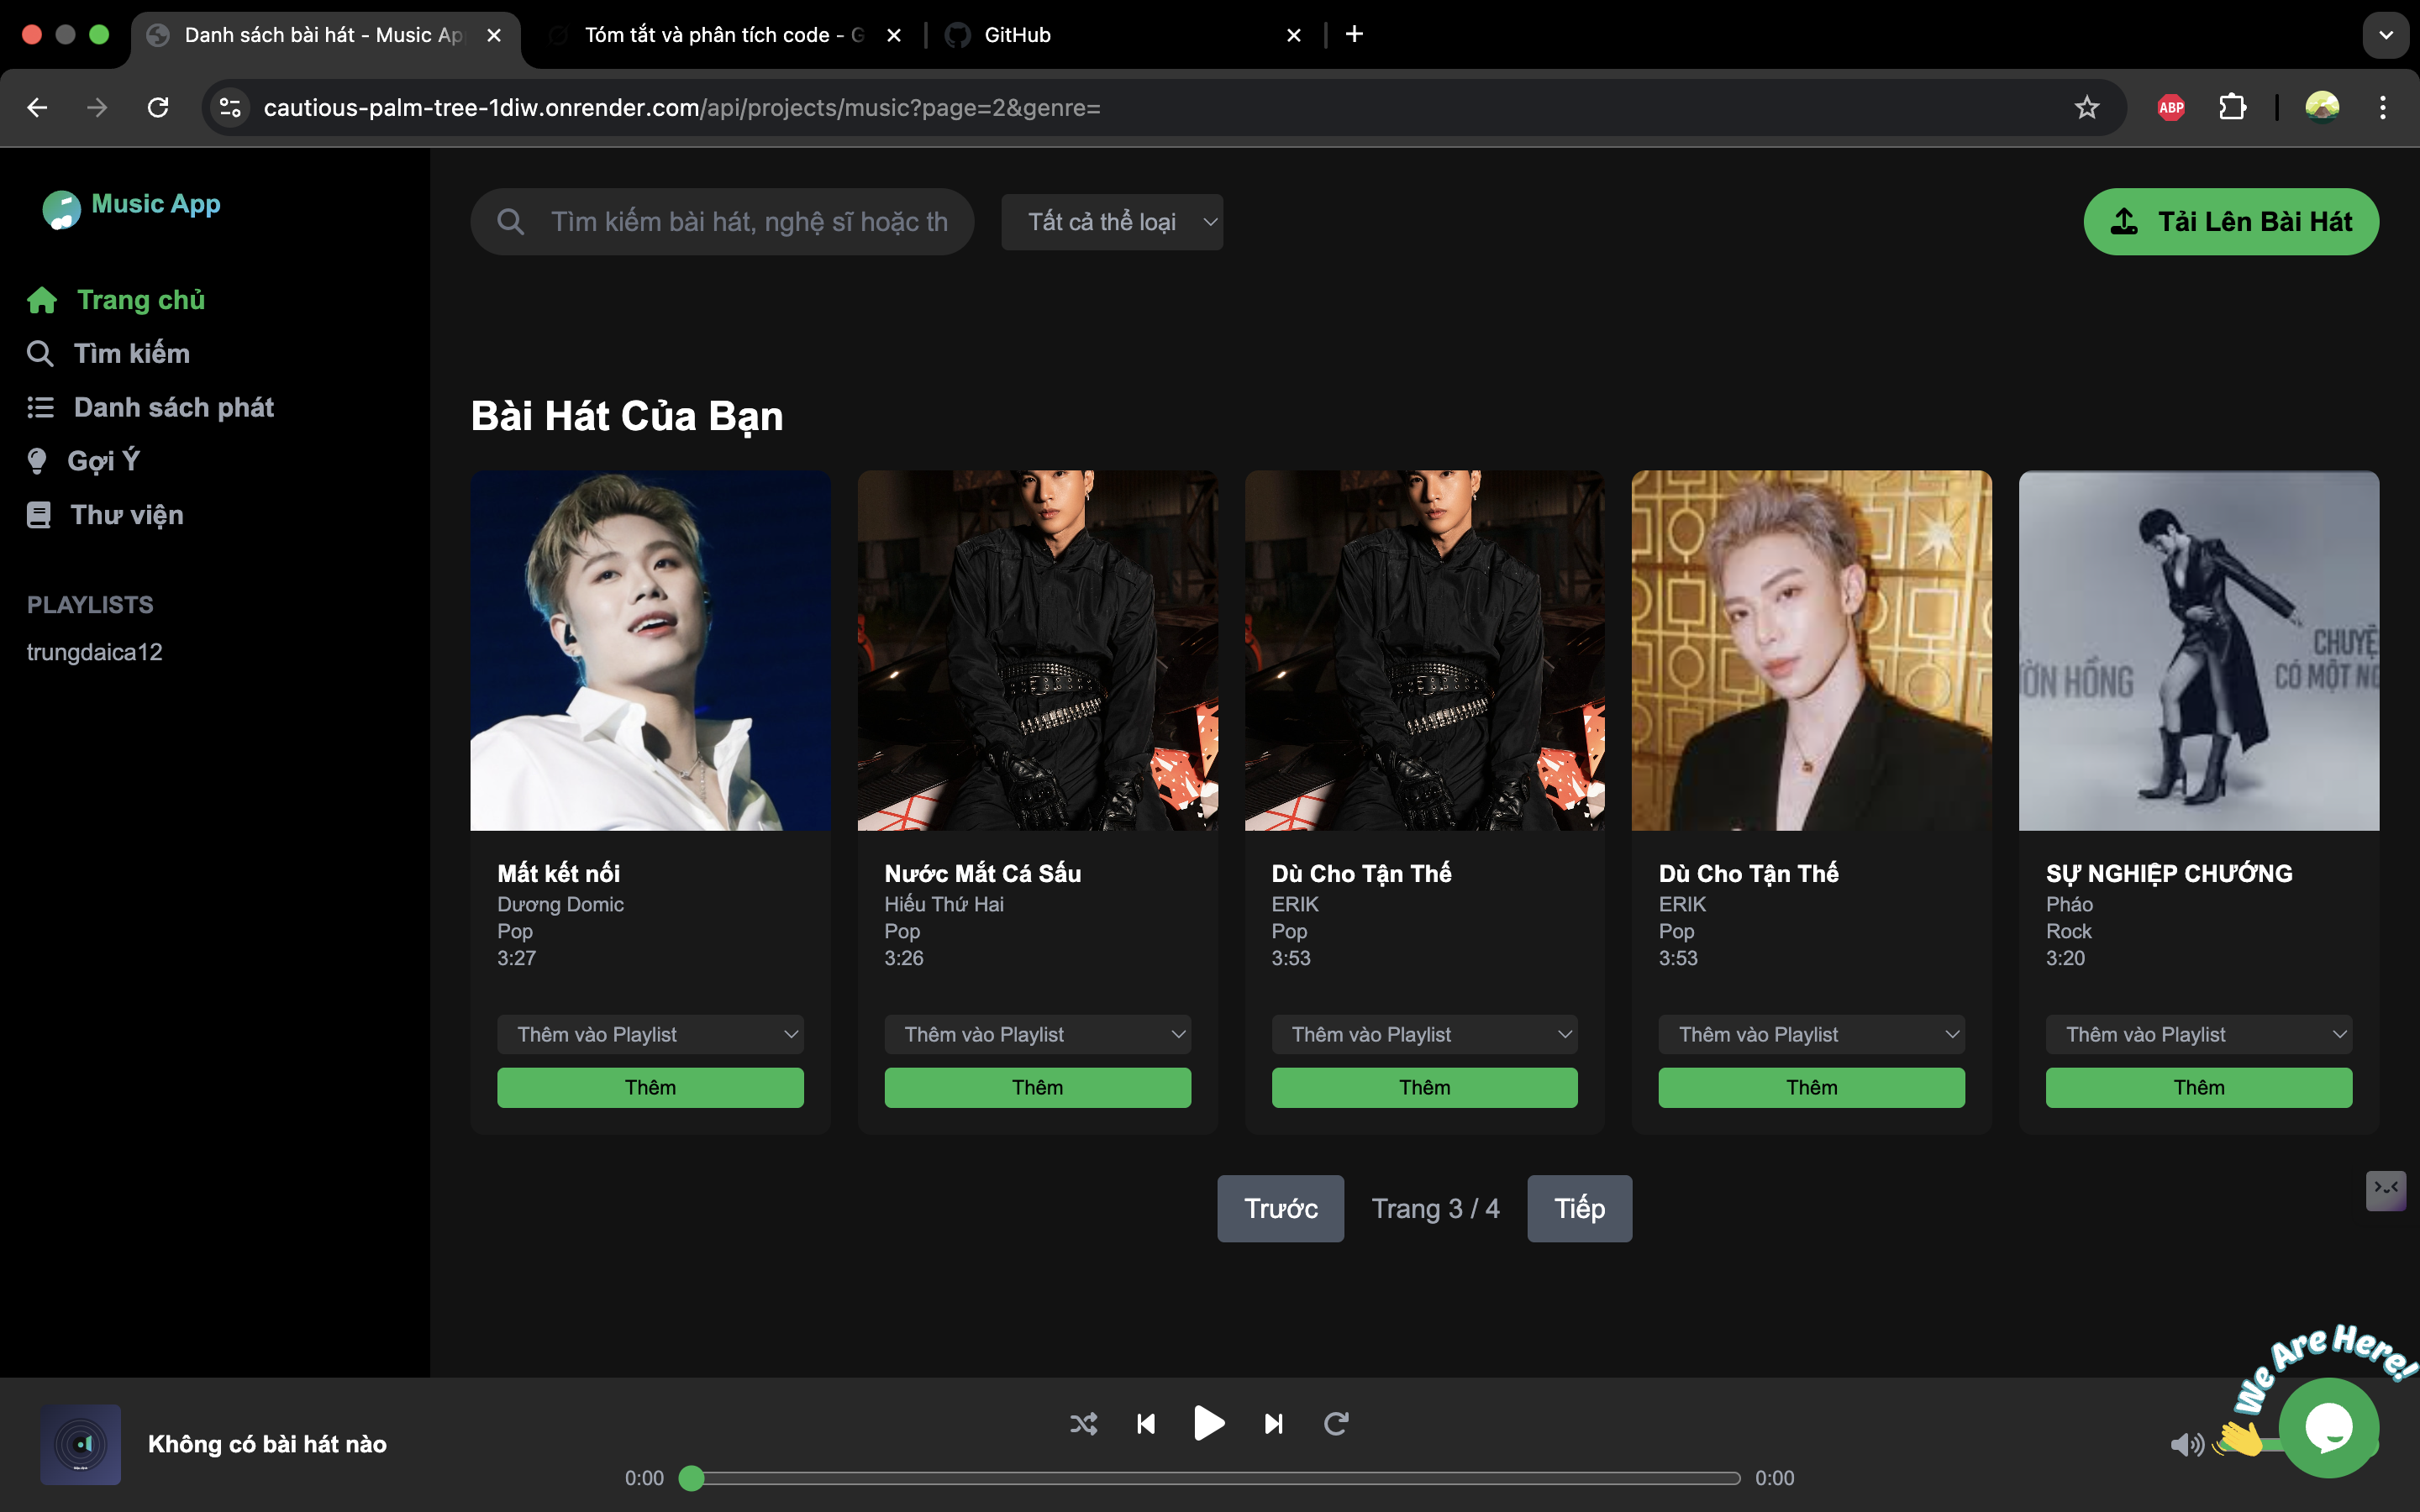 Danh sách bài hát - Music Ap
Tóm tắt và phân tích code - G
GitHub
cautious-palm-tree-1diw.onrender.com/api/projects/music?page=2&genre=
ABP
Music App
Tìm kiếm bài hát, nghệ sĩ hoặc th
Tất cả thể loại
Tải Lên Bài Hát
Trang chủ
Tìm kiếm
Danh sách phát
Gợi Ý
Thư viện
PLAYLISTS
trungdaica12
Bài Hát Của Bạn
CHUYỆ
ỜN HỒNG
CÓ MỘT NG
Mất kết nối
Dương Domic
Pop
3:27
Thêm vào Playlist
Thêm
Nước Mắt Cá Sấu
Hiếu Thứ Hai
Pop
3:26
Thêm vào Playlist
Thêm
Dù Cho Tận Thế
ERIK
Pop
3:53
Thêm vào Playlist
Thêm
Dù Cho Tận Thế
ERIK
Pop
3:53
Thêm vào Playlist
Thêm
SỰ NGHIỆP CHƯỚNG
Pháo
Rock
3:20
Thêm vào Playlist
Thêm
Trước
Trang 3 / 4
Tiếp
We Are Here!
Không có bài hát nào
0:00
0:00